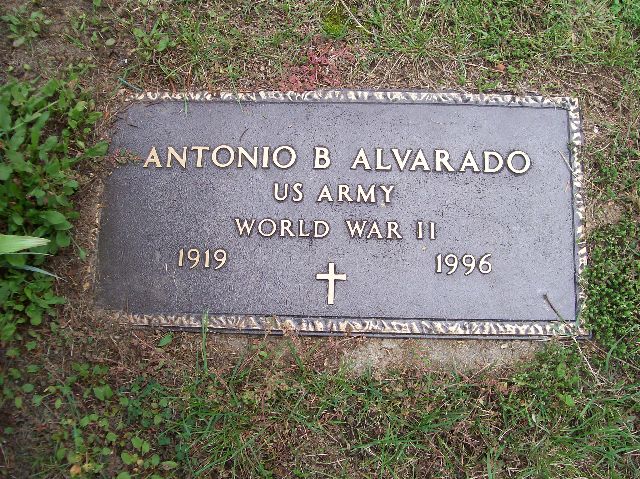 ANTONIO B ALVARADO
US ARMY
WORLD WAR II
1919 1996